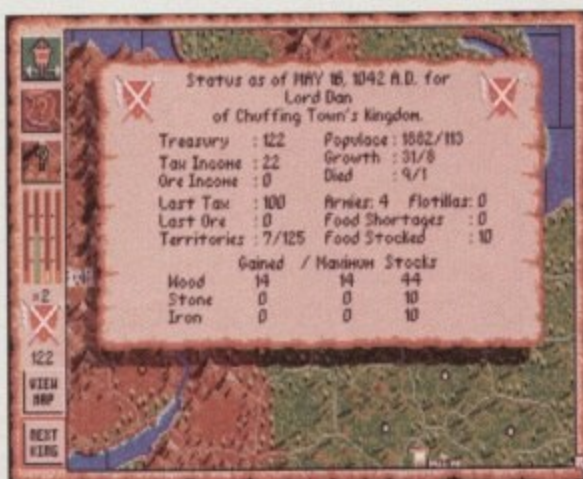 Status as of MAY 18, 1042 A.D. for
Lord Dan
of Chuffing Town's Kingdom.
Treasury : 122 Populace : 1882/113
Tax Income : 22 Growth : 31/8
Ore Income : 0 Died : 9/1
Last Tax : 100 Armies: 4 Flotillas: 0
Last Ore : 0 Food Shortages : 0
Territories : 7/125 Food Stocked : 10
Gained / Maximum Stocks
Wood 14 14 44
Stone 0 0 10
Iron 0 0 10
x2
122
VIEW
MAP
NEXT
KING